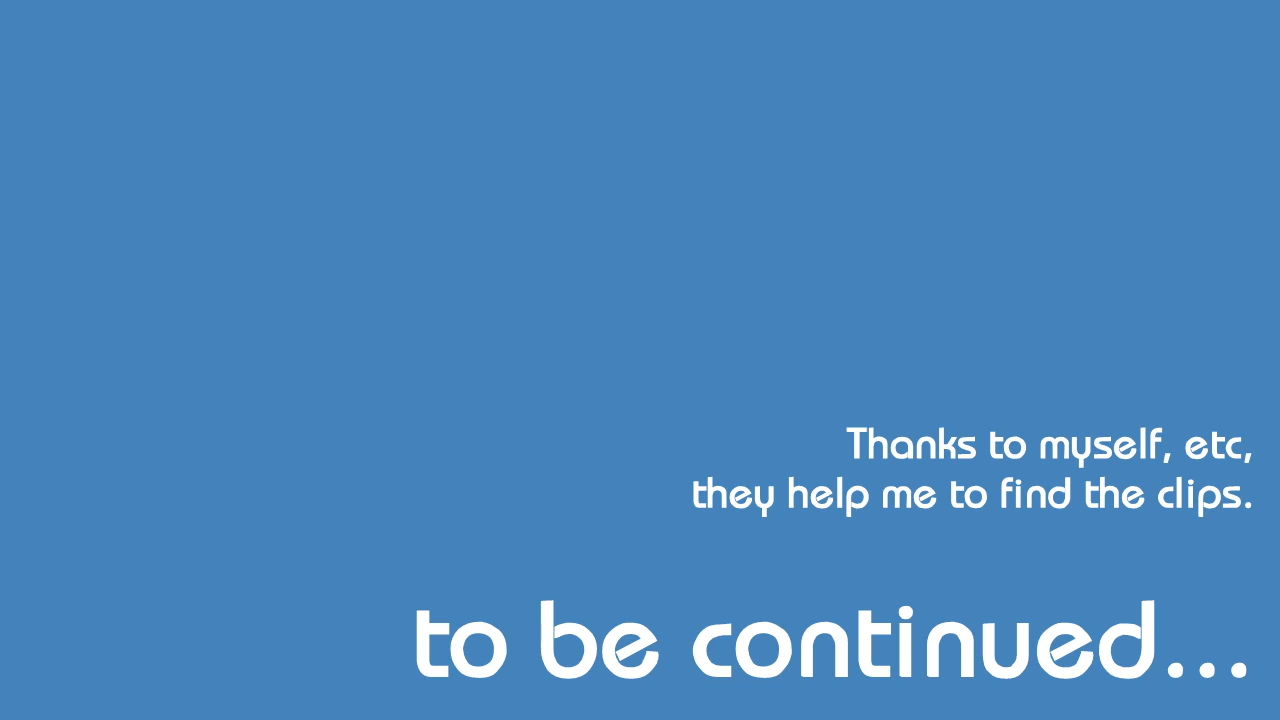 Thanks to myself, etc,
they help me to find the clips.
to be continued...